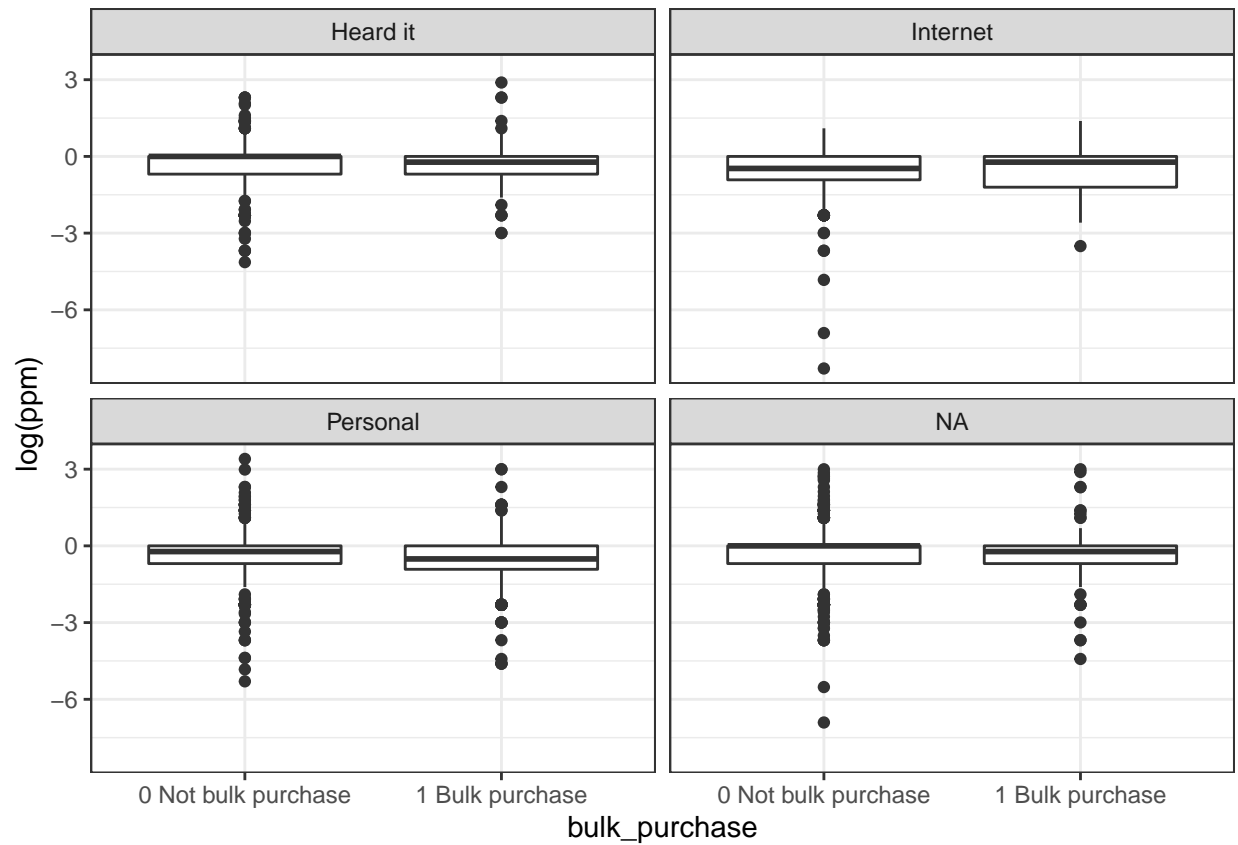 Heard it
Internet
3
0
−3
−6
Personal
NA
3
0
−3
−6
log(ppm)
0 Not bulk purchase
1 Bulk purchase
0 Not bulk purchase
1 Bulk purchase
bulk_purchase